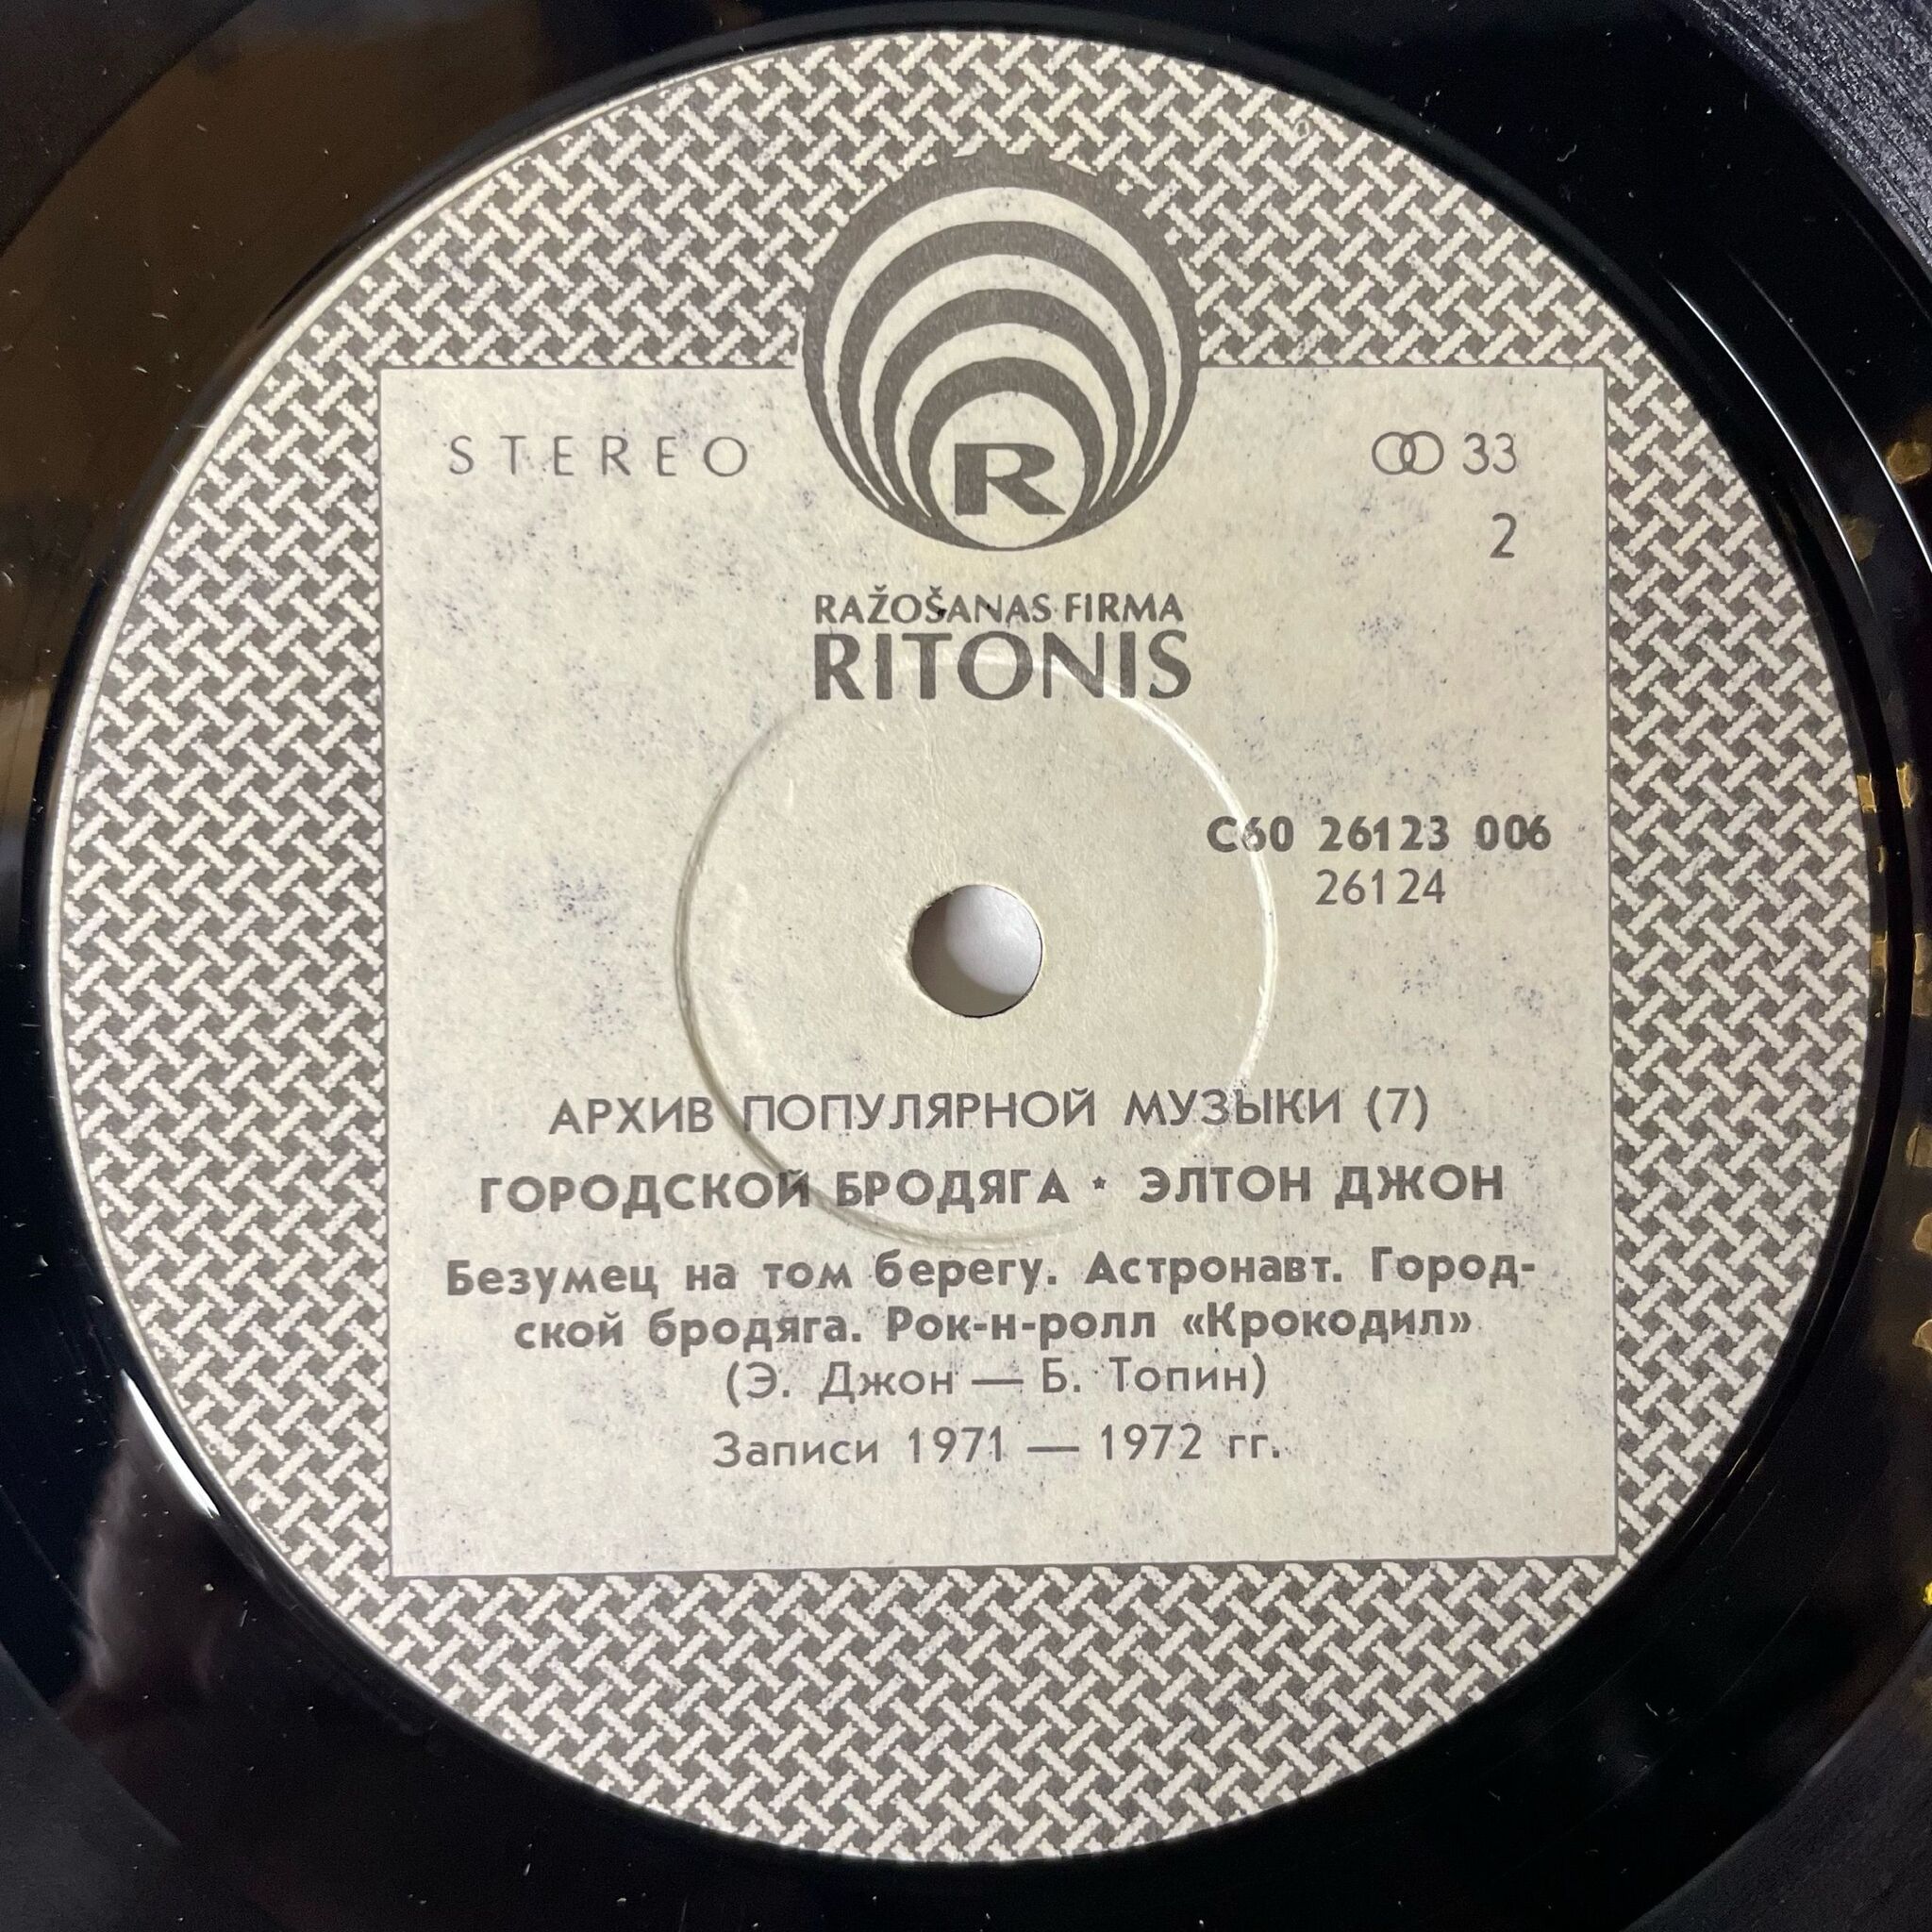 STEREO
R
33
2
RAŽOŠANAS FIRMA
RITONIS
С60 26123 006
26124
АРХИВ ПОПУЛЯРНОЙ МУЗЫКИ (7)
ГОРОДСКОЙ БРОДЯГА * ЭЛТОН ДЖОН
Безумец на том берегу. Астронавт. Город-
ской бродяга. Рок-н-ролл «Крокодил»
(Э. Джон — Б. Топин)
Записи 1971 — 1972 гг.